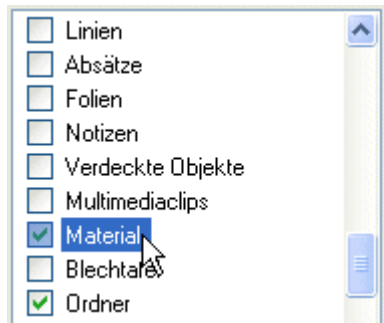 Linien
Absätze
Folien
Notizen
Verdeckte Objekte
Multimediaclips
Material
Ordner